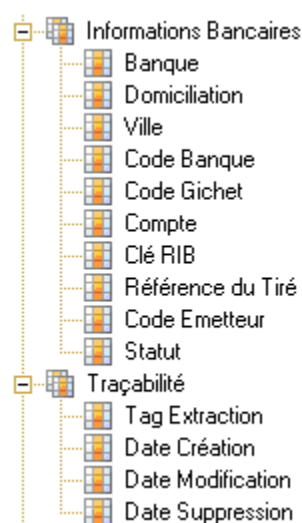 Informations Bancaires
Banque
Domiciliation
Ville
Code Banque
Code Gichet
Compte
Clé RIB
Référence du Tiré
Code Emetteur
Statut
Traçabilité
Tag Extraction
Date Création
Date Modification
Date Suppression